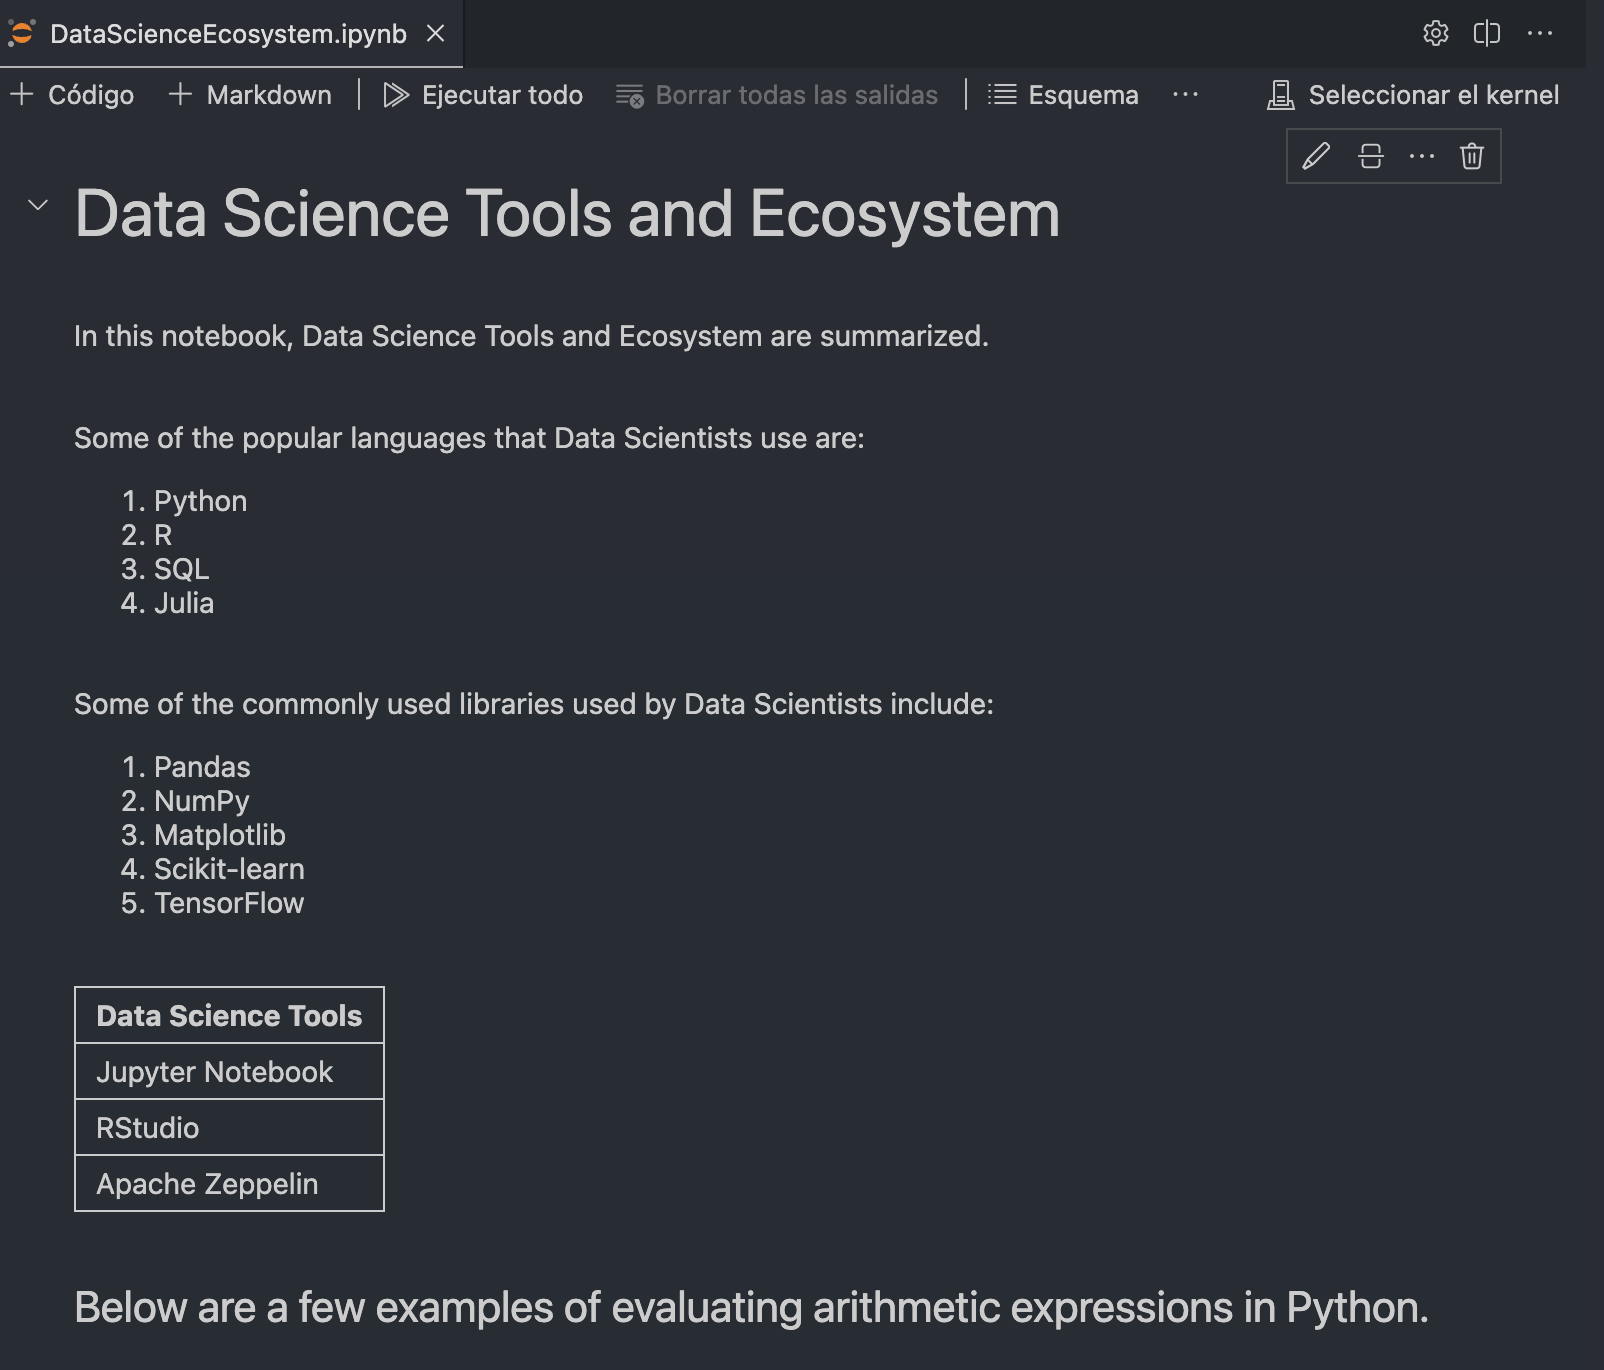 DataScienceEcosystem.ipynb
Código Markdown Ejecutar todo Borrar todas las salidas Esquema Seleccionar el kernel
Data Science Tools and Ecosystem
In this notebook, Data Science Tools and Ecosystem are summarized.
Some of the popular languages that Data Scientists use are:
1. Python
2. R
3. SQL
4. Julia
Some of the commonly used libraries used by Data Scientists include:
1. Pandas
2. NumPy
3. Matplotlib
4. Scikit-learn
5. TensorFlow
Data Science Tools
Jupyter Notebook
RStudio
Apache Zeppelin
Below are a few examples of evaluating arithmetic expressions in Python.